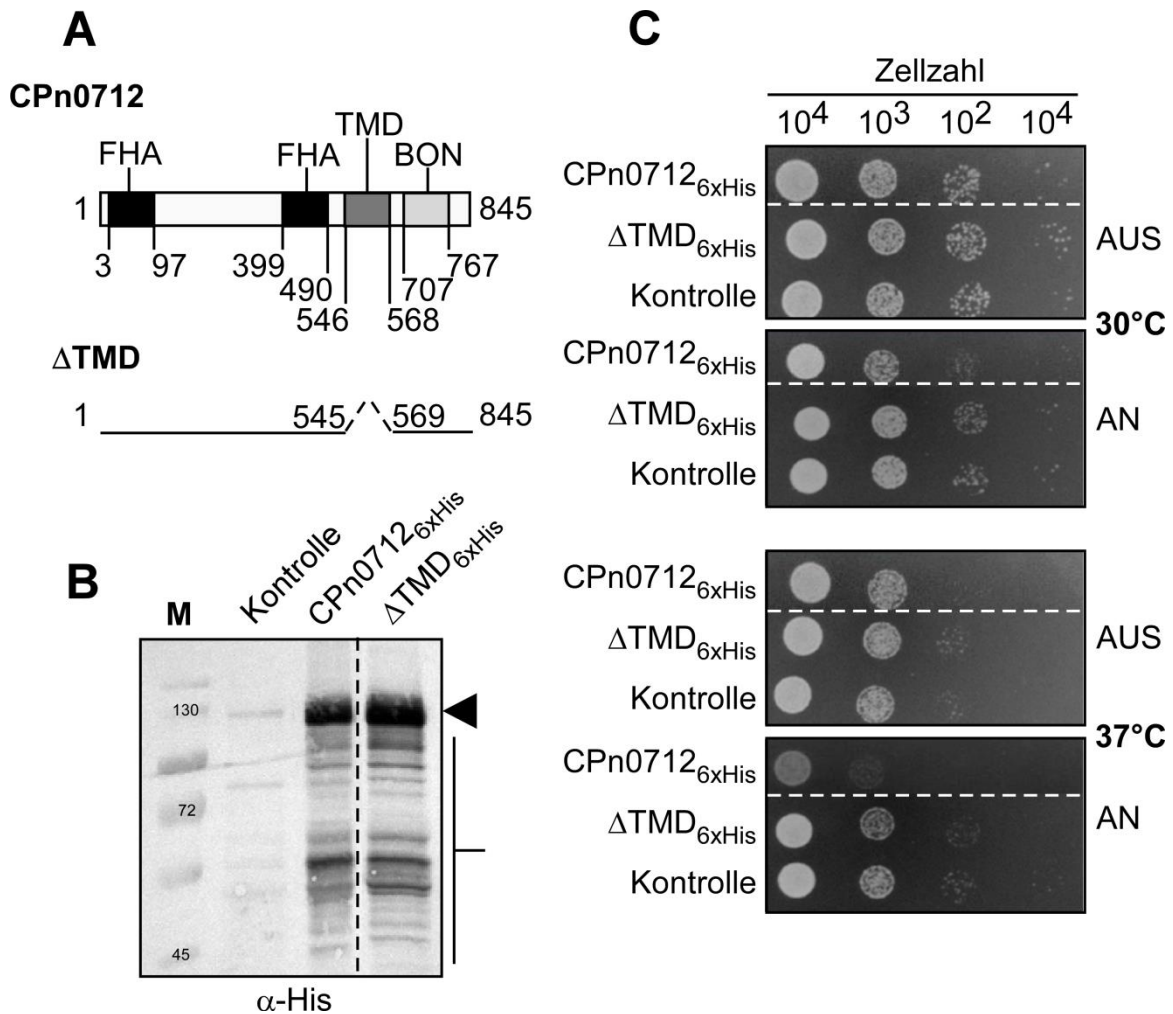 A
CPn0712
FHA FHA TMD BON
1 845
3 97 399 490 546 568 707 767
ΔTMD
1 545 569 845
B
M Kontrolle CPn0712₆ₓHis ΔTMD₆ₓHis
130
72
45
α-His
C
Zellzahl
10⁴ 10³ 10² 10⁴
CPn0712₆ₓHis
ΔTMD₆ₓHis AUS
Kontrolle
30°C
CPn0712₆ₓHis
ΔTMD₆ₓHis AN
Kontrolle
CPn0712₆ₓHis
ΔTMD₆ₓHis AUS
Kontrolle
37°C
CPn0712₆ₓHis
ΔTMD₆ₓHis AN
Kontrolle